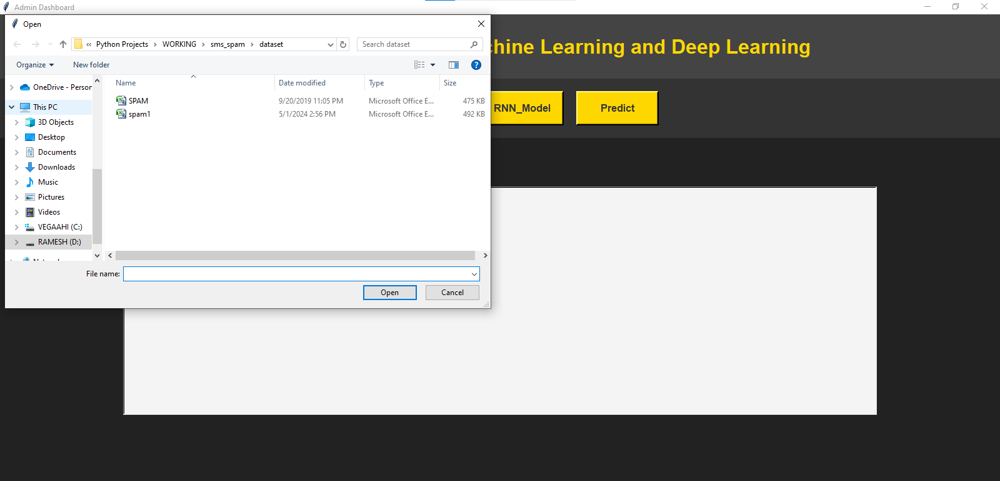 Admin Dashboard
Open
« Python Projects › WORKING › sms_spam › dataset
Search dataset
chine Learning and Deep Learning
Organize
New folder
Name Date modified Type Size
OneDrive - Person
This PC
3D Objects
Desktop
Documents
Downloads
Music
Pictures
Videos
VEGAAHI (C:)
RAMESH (D:)
SPAM 9/20/2019 11:05 PM Microsoft Office E... 475 KB
spam1 5/1/2024 2:56 PM Microsoft Office E... 492 KB
RNN_Model
Predict
File name:
Open
Cancel